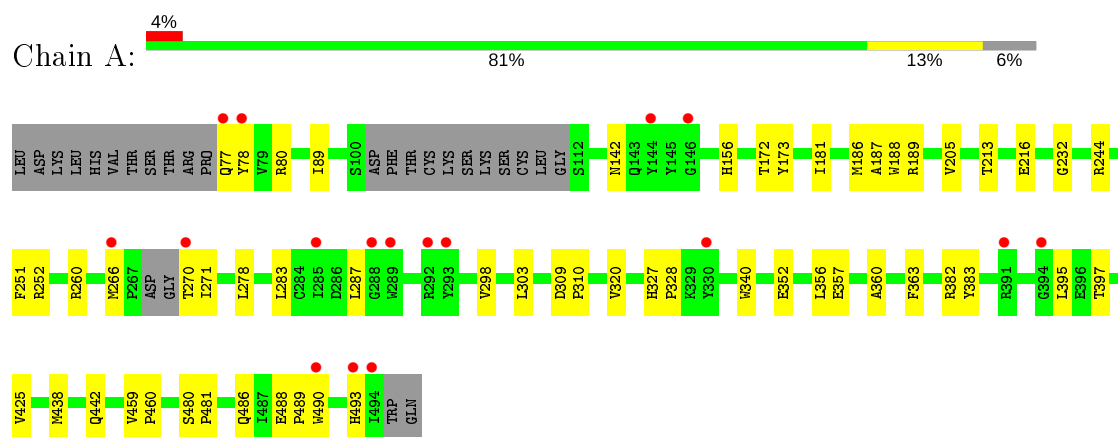 4%
Chain A:
81% 13% 6%
LEU ASP LYS LEU HIS VAL THR SER THR ARG PRO Q77 Y78 V79 R80 I89 S100 ASP PHE THR CYS LYS SER LYS SER CYS LEU GLY S112 N142 Q143 Y144 Y145 G146 H156 T172 Y173 I181 M186 A187 W188 R189 V205 T213 E216 G232 R244
F251 R252 R260 M266 P267 ASP GLY T270 I271 L278 L283 C284 I285 D286 L287 G288 W289 R292 Y293 V298 L303 D309 P310 V320 H327 P328 K329 Y330 W340 E352 L356 E357 A360 F363 R382 Y383 R391 G394 L395 E396 T397
V425 M438 Q442 V459 P460 S480 P481 Q486 I487 E488 P489 W490 H493 I494 TRP GLN